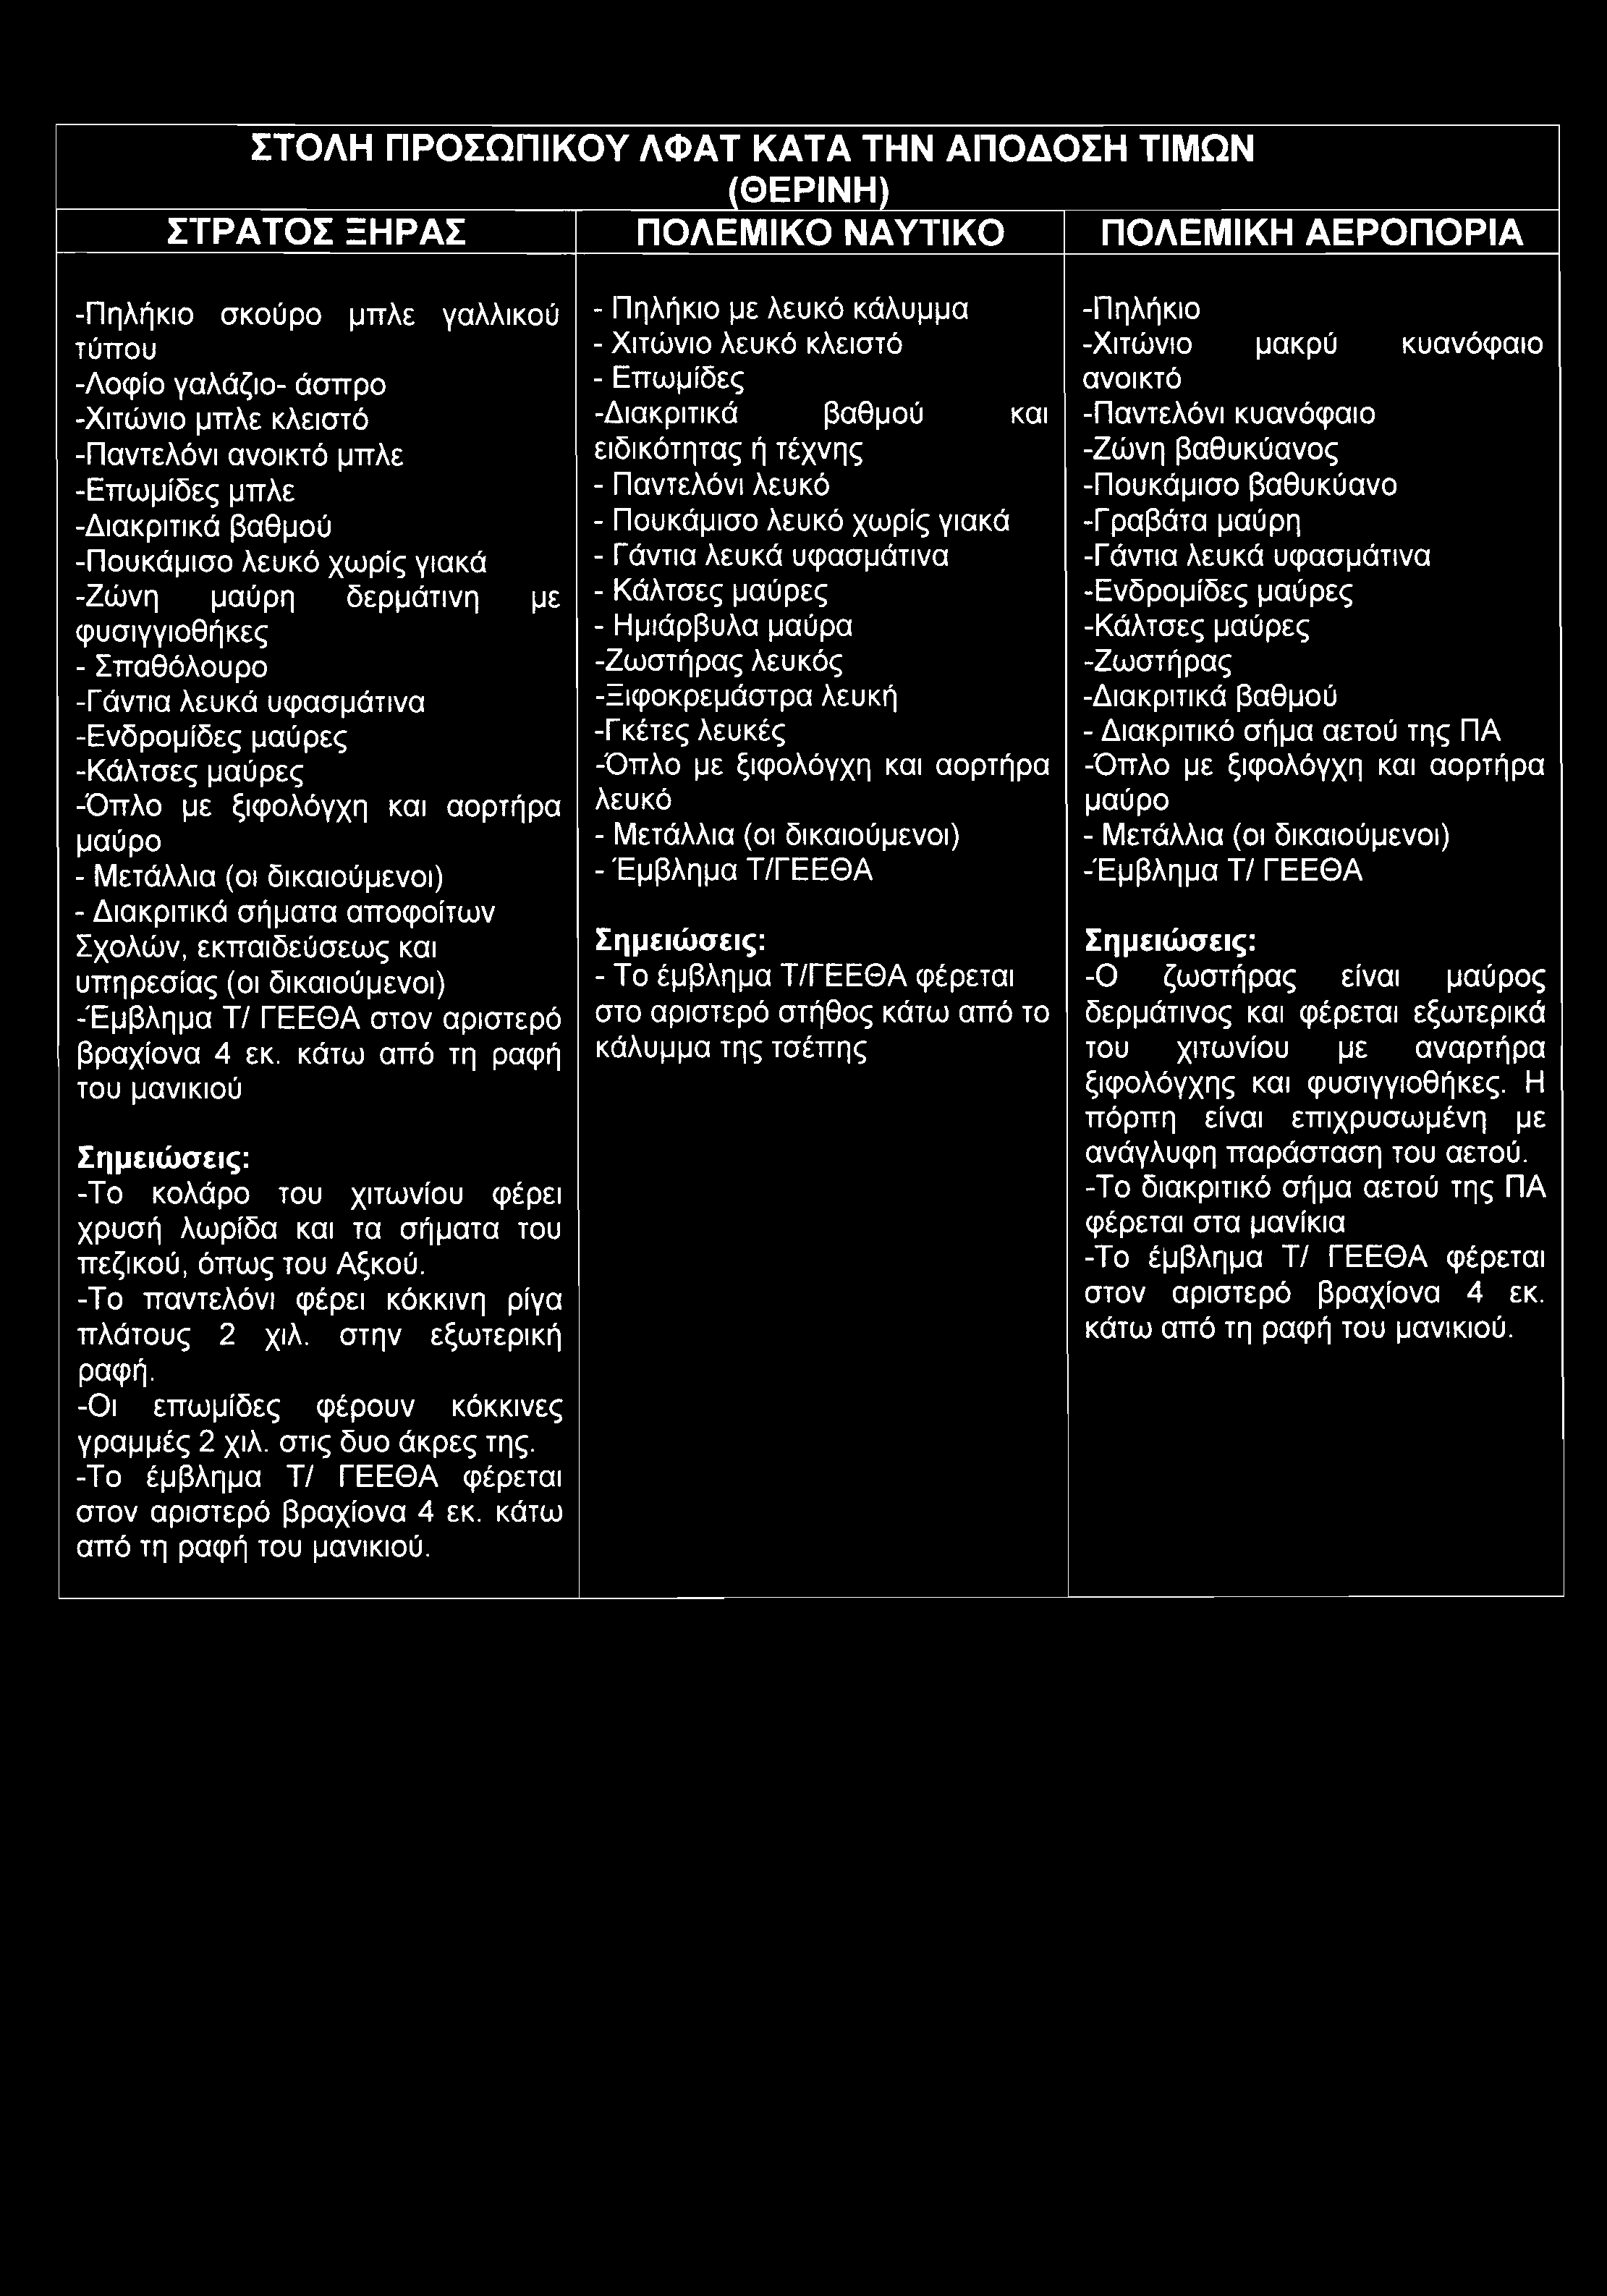 ΣΤΟΛΗ ΠΡΟΣΩΠΙΚΟΥ ΛΦΑΤ ΚΑΤΑ ΤΗΝ ΑΠΟΔΟΣΗ ΤΙΜΩΝ
(ΘΕΡΙΝΗ)
ΣΤΡΑΤΟΣ ΞΗΡΑΣ
-Πηλήκιο σκούρο μπλε γαλλικού
τύπου
-Λοφίο γαλάζιο- άσπρο
-Χιτώνιο μπλε κλειστό
-Παντελόνι ανοικτό μπλε
-Επωμίδες μπλε
-Διακριτικά βαθμού
-Πουκάμισο λευκό χωρίς γιακά
-Ζώνη μαύρη δερμάτινη με
φυσιγγιοθήκες
- Σπαθόλουρο
-Γάντια λευκά υφασμάτινα
-Ενδρομίδες μαύρες
-Κάλτσες μαύρες
-Όπλο με ξιφολόγχη και αορτήρα
μαύρο
- Μετάλλια (οι δικαιούμενοι)
- Διακριτικά σήματα αποφοίτων
Σχολών, εκπαιδεύσεως και
υπηρεσίας (οι δικαιούμενοι)
-Έμβλημα Τ/ ΓΕΕΘΑ στον αριστερό
βραχίονα 4 εκ. κάτω από τη ραφή
του μανικιού
Σημειώσεις:
-Το κολάρο του χιτωνίου φέρει
χρυσή λωρίδα και τα σήματα του
πεζικού, όπως του Αξκού.
-Το παντελόνι φέρει κόκκινη ρίγα
πλάτους 2 χιλ. στην εξωτερική
ραφή.
-Οι επωμίδες φέρουν κόκκινες
γραμμές 2 χιλ. στις δυο άκρες της.
-Το έμβλημα Τ/ ΓΕΕΘΑ φέρεται
στον αριστερό βραχίονα 4 εκ. κάτω
από τη ραφή του μανικιού.
ΠΟΛΕΜΙΚΟ ΝΑΥΤΙΚΟ
- Πηλήκιο με λευκό κάλυμμα
- Χιτώνιο λευκό κλειστό
- Επωμίδες
-Διακριτικά βαθμού και
ειδικότητας ή τέχνης
- Παντελόνι λευκό
- Πουκάμισο λευκό χωρίς γιακά
- Γάντια λευκά υφασμάτινα
- Κάλτσες μαύρες
- Ημιάρβυλα μαύρα
-Ζωστήρας λευκός
-Ξιφοκρεμάστρα λευκή
-Γκέτες λευκές
-Όπλο με ξιφολόγχη και αορτήρα
λευκό
- Μετάλλια (οι δικαιούμενοι)
- Έμβλημα Τ/ΓΕΕΘΑ
Σημειώσεις:
- Το έμβλημα Τ/ΓΕΕΘΑ φέρεται
στο αριστερό στήθος κάτω από το
κάλυμμα της τσέπης
ΠΟΛΕΜΙΚΗ ΑΕΡΟΠΟΡΙΑ
-Πηλήκιο
-Χιτώνιο μακρύ κυανόφαιο
ανοικτό
-Παντελόνι κυανόφαιο
-Ζώνη βαθυκύανος
-Πουκάμισο βαθυκύανο
-Γραβάτα μαύρη
-Γάντια λευκά υφασμάτινα
-Ενδρομίδες μαύρες
-Κάλτσες μαύρες
-Ζωστήρας
-Διακριτικά βαθμού
- Διακριτικό σήμα αετού της ΠΑ
-Όπλο με ξιφολόγχη και αορτήρα
μαύρο
- Μετάλλια (οι δικαιούμενοι)
-Έμβλημα Τ/ ΓΕΕΘΑ
Σημειώσεις:
-Ο ζωστήρας είναι μαύρος
δερμάτινος και φέρεται εξωτερικά
του χιτωνίου με αναρτήρα
ξιφολόγχης και φυσιγγιοθήκες. Η
πόρπη είναι επιχρυσωμένη με
ανάγλυφη παράσταση του αετού.
-Το διακριτικό σήμα αετού της ΠΑ
φέρεται στα μανίκια
-Το έμβλημα Τ/ ΓΕΕΘΑ φέρεται
στον αριστερό βραχίονα 4 εκ.
κάτω από τη ραφή του μανικιού.